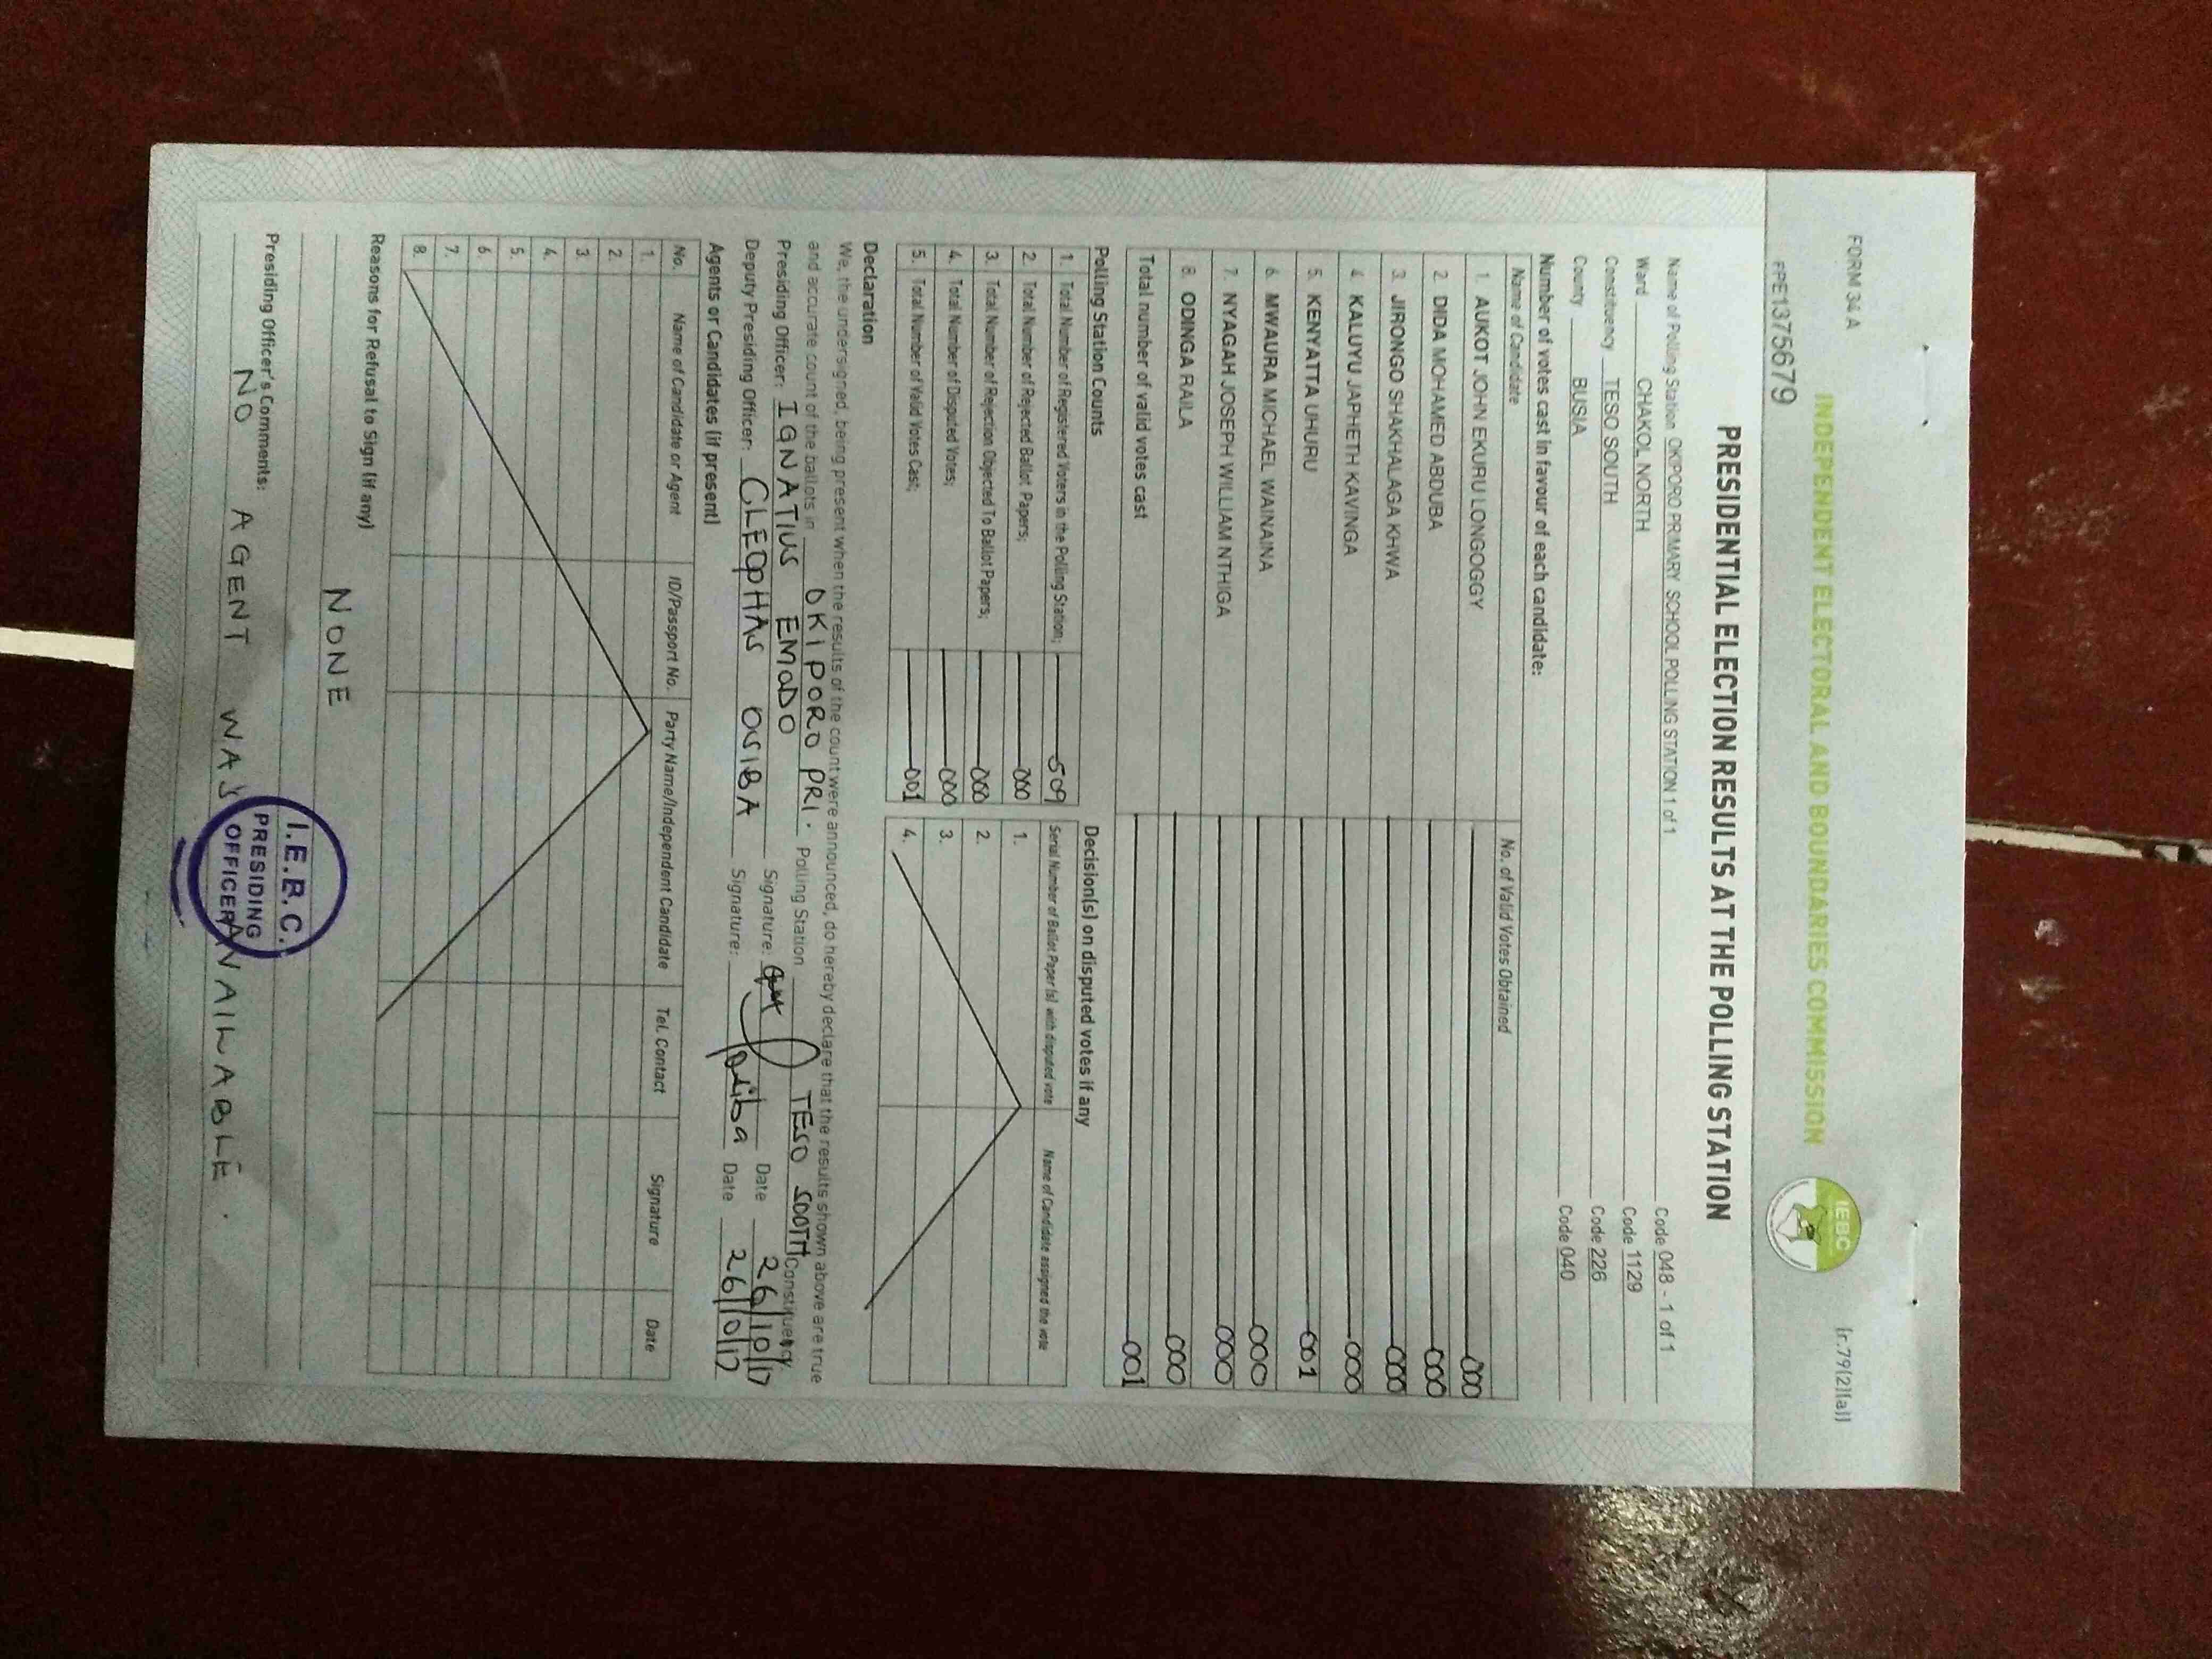 FORM 34 A
[r.79(2)(a)]
INDEPENDENT ELECTORAL AND BOUNDARIES COMMISSION
IEBC
FPE1375679
PRESIDENTIAL ELECTION RESULTS AT THE POLLING STATION
Name of Polling Station OKIPORO PRIMARY SCHOOL POLLING STATION 1 of 1 Code 048 - 1 of 1
Ward CHAKOL NORTH Code 1129
Constituency TESO SOUTH Code 226
County BUSIA Code 040
Number of votes cast in favour of each candidate:
Name of Candidate No. of Valid Votes Obtained
1. AUKOT JOHN EKURU LONGOGGY 000
2. DIDA MOHAMED ABDUBA 000
3. JIRONGO SHAKHALAGA KHWA 000
4. KALUYU JAPHETH KAVINGA 000
5. KENYATTA UHURU 001
6. MWAURA MICHAEL WAINAINA 000
7. NYAGAH JOSEPH WILLIAM NTHIGA 000
8. ODINGA RAILA 000
Total number of valid votes cast 001
Polling Station Counts
1. Total Number of Registered Voters in the Polling Station; 509
2. Total Number of Rejected Ballot Papers; 000
3. Total Number of Rejection Objected To Ballot Papers; 000
4. Total Number of Disputed Votes; 000
5. Total Number of Valid Votes Cast; 001
Decision(s) on disputed votes if any
Serial Number of Ballot Paper (s) with disputed vote Name of Candidate assigned the vote
1.
2.
3.
4.
Declaration
We, the undersigned, being present when the results of the count were announced, do hereby declare that the results shown above are true
and accurate count of the ballots in OKIPORO PRI. Polling Station TESO SOUTH Constituency.
Presiding Officer: IGNATIUS EMODO Signature: Date 26/10/17
Deputy Presiding Officer: CLEOPHAS OSIBA Signature: Osiba Date 26/10/17
Agents or Candidates (if present)
No. Name of Candidate or Agent ID/Passport No. Party Name/Independent Candidate Tel. Contact Signature Date
1.
2.
3.
4.
5.
6.
7.
8.
Reasons for Refusal to Sign (if any)
NONE
Presiding Officer's Comments:
NO AGENT WAS AVAILABLE.
I.E.B.C.
PRESIDING
OFFICER